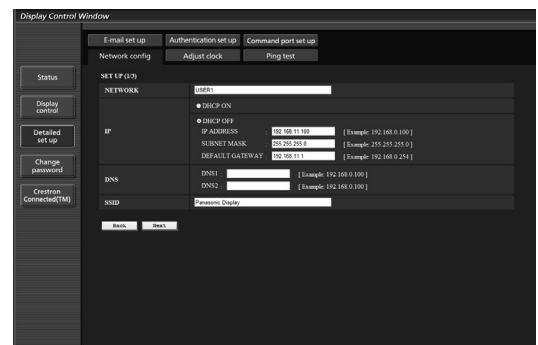 Display Control Window
E-mail set up Authentication set up Command port set up
Network config Adjust clock Ping test
Status
Display control
Detailed set up
Change password
Crestron Connected(TM)
SET UP (1/3)
NETWORK USER1
IP
DHCP ON
DHCP OFF
IP ADDRESS : 192.168.11.100 [ Example: 192.168.0.100 ]
SUBNET MASK : 255.255.255.0 [ Example: 255.255.255.0 ]
DEFAULT GATEWAY : 192.168.11.1 [ Example: 192.168.0.254 ]
DNS
DNS1 : [ Example: 192.168.0.100 ]
DNS2 : [ Example: 192.168.0.100 ]
SSID Panasonic Display
Back Next